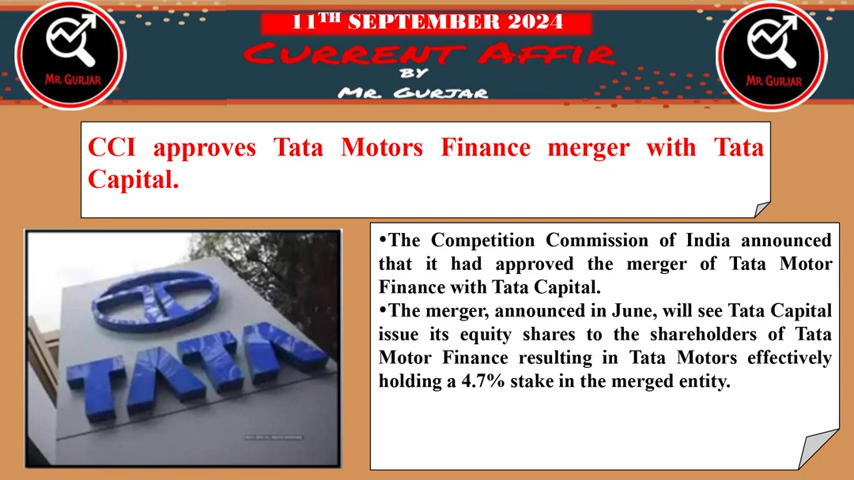 11TH SEPTEMBER 2024
CURRENT AFFIR
BY
MR. GURJAR
MR. GURJAR
MR. GURJAR
CCI approves Tata Motors Finance merger with Tata
Capital.
•The Competition Commission of India announced
that it had approved the merger of Tata Motor
Finance with Tata Capital.
•The merger, announced in June, will see Tata Capital
issue its equity shares to the shareholders of Tata
Motor Finance resulting in Tata Motors effectively
holding a 4.7% stake in the merged entity.
TATA